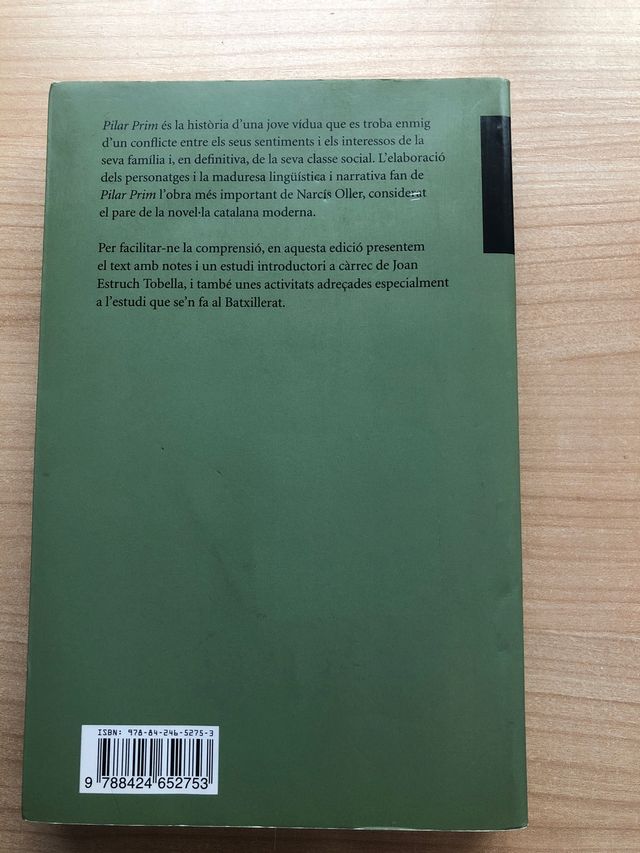 Pilar Prim és la història d'una jove vídua que es troba enmig
d'un conflicte entre els seus sentiments i els interessos de la
seva família i, en definitiva, de la seva classe social. L'elaboració
dels personatges i la maduresa lingüística i narrativa fan de
Pilar Prim l'obra més important de Narcís Oller, considerat
el pare de la novel·la catalana moderna.
Per facilitar-ne la comprensió, en aquesta edició presentem
el text amb notes i un estudi introductori a càrrec de Joan
Estruch Tobella, i també unes activitats adreçades especialment
a l'estudi que se'n fa al Batxillerat.
ISBN: 978-84-246-5275-3
9 788424 652753